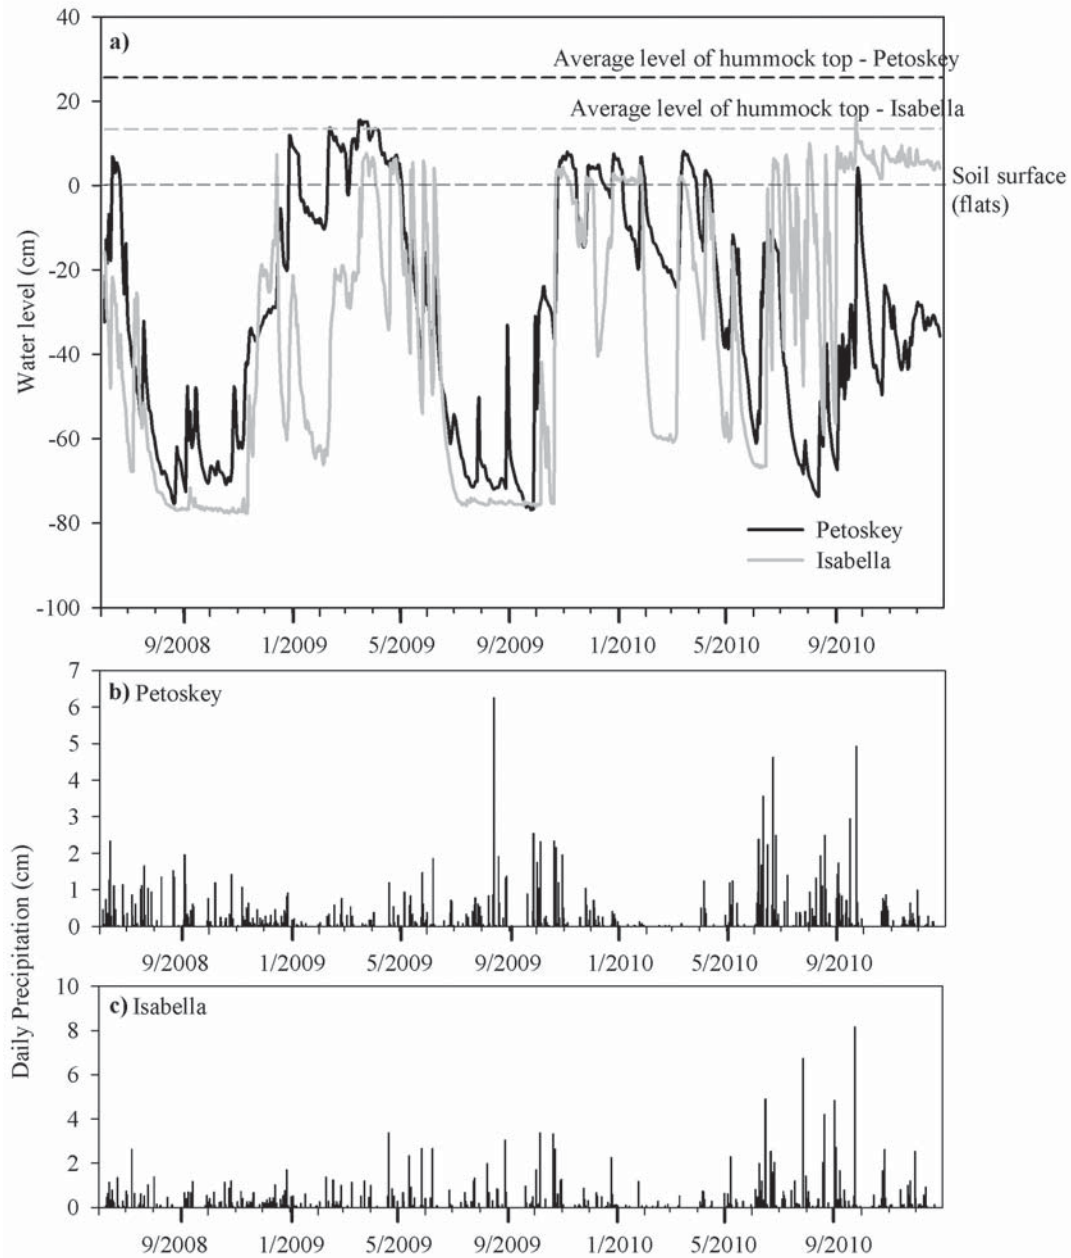 40
a)
Average level of hummock top - Petoskey
20
Average level of hummock top - Isabella
0
Soil surface
(flats)
-20
Water level (cm)
-40
-60
-80
Petoskey
Isabella
-100
9/2008 1/2009 5/2009 9/2009 1/2010 5/2010 9/2010
7
b) Petoskey
6
5
4
3
2
1
0
9/2008 1/2009 5/2009 9/2009 1/2010 5/2010 9/2010
Daily Precipitation (cm)
10
c) Isabella
8
6
4
2
0
9/2008 1/2009 5/2009 9/2009 1/2010 5/2010 9/2010